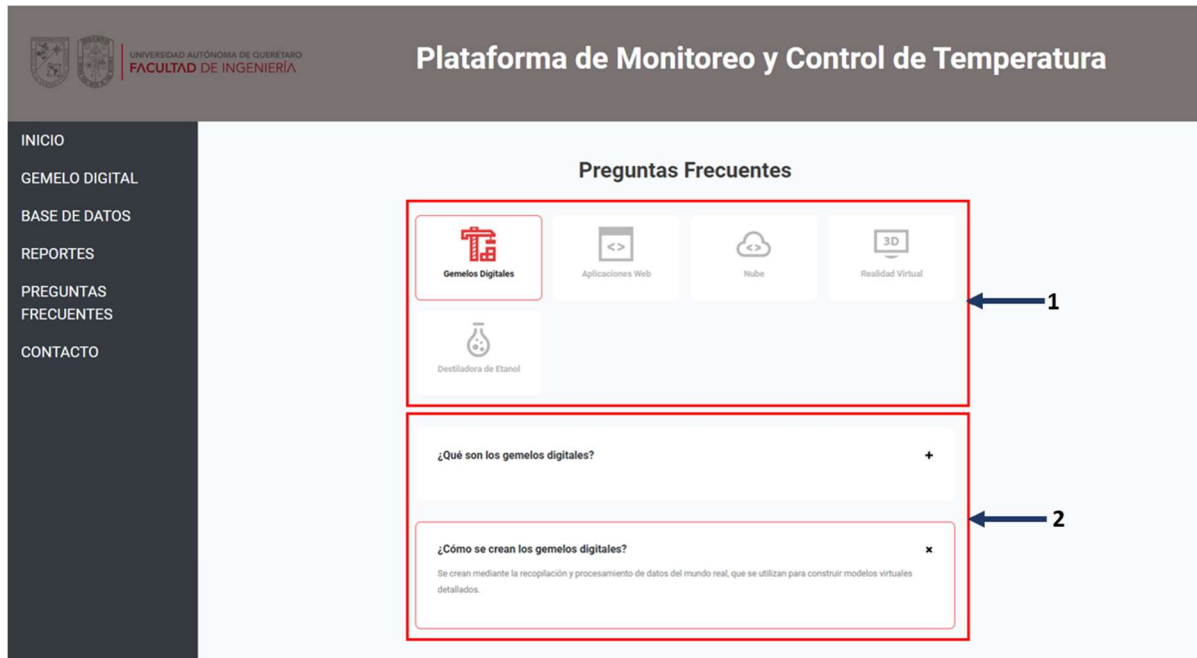 UNIVERSIDAD AUTÓNOMA DE QUERÉTARO
FACULTAD DE INGENIERÍA
Plataforma de Monitoreo y Control de Temperatura
INICIO
GEMELO DIGITAL
BASE DE DATOS
REPORTES
PREGUNTAS
FRECUENTES
CONTACTO
Preguntas Frecuentes
Gemelos Digitales
<>
Aplicaciones Web
<>
Nube
3D
Realidad Virtual
Destiladora de Etanol
1
¿Qué son los gemelos digitales? +
¿Cómo se crean los gemelos digitales? ×
Se crean mediante la recopilación y procesamiento de datos del mundo real, que se utilizan para construir modelos virtuales
detallados.
2